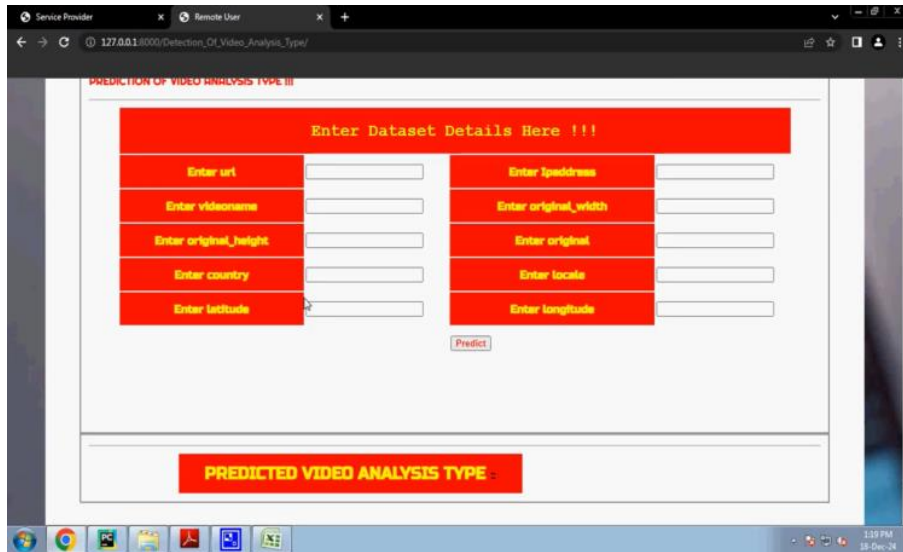 Service Provider
Remote User
127.0.0.1:8000/Detection_Of_Video_Analysis_Type/
PREDICTION OF VIDEO ANALYSIS TYPE !!!
Enter Dataset Details Here !!!
Enter url Enter Ipaddress
Enter videoname Enter original_width
Enter original_height Enter original
Enter country Enter locale
Enter latitude Enter longitude
Predict
PREDICTED VIDEO ANALYSIS TYPE :
PC
1:19 PM
18-Dec-24